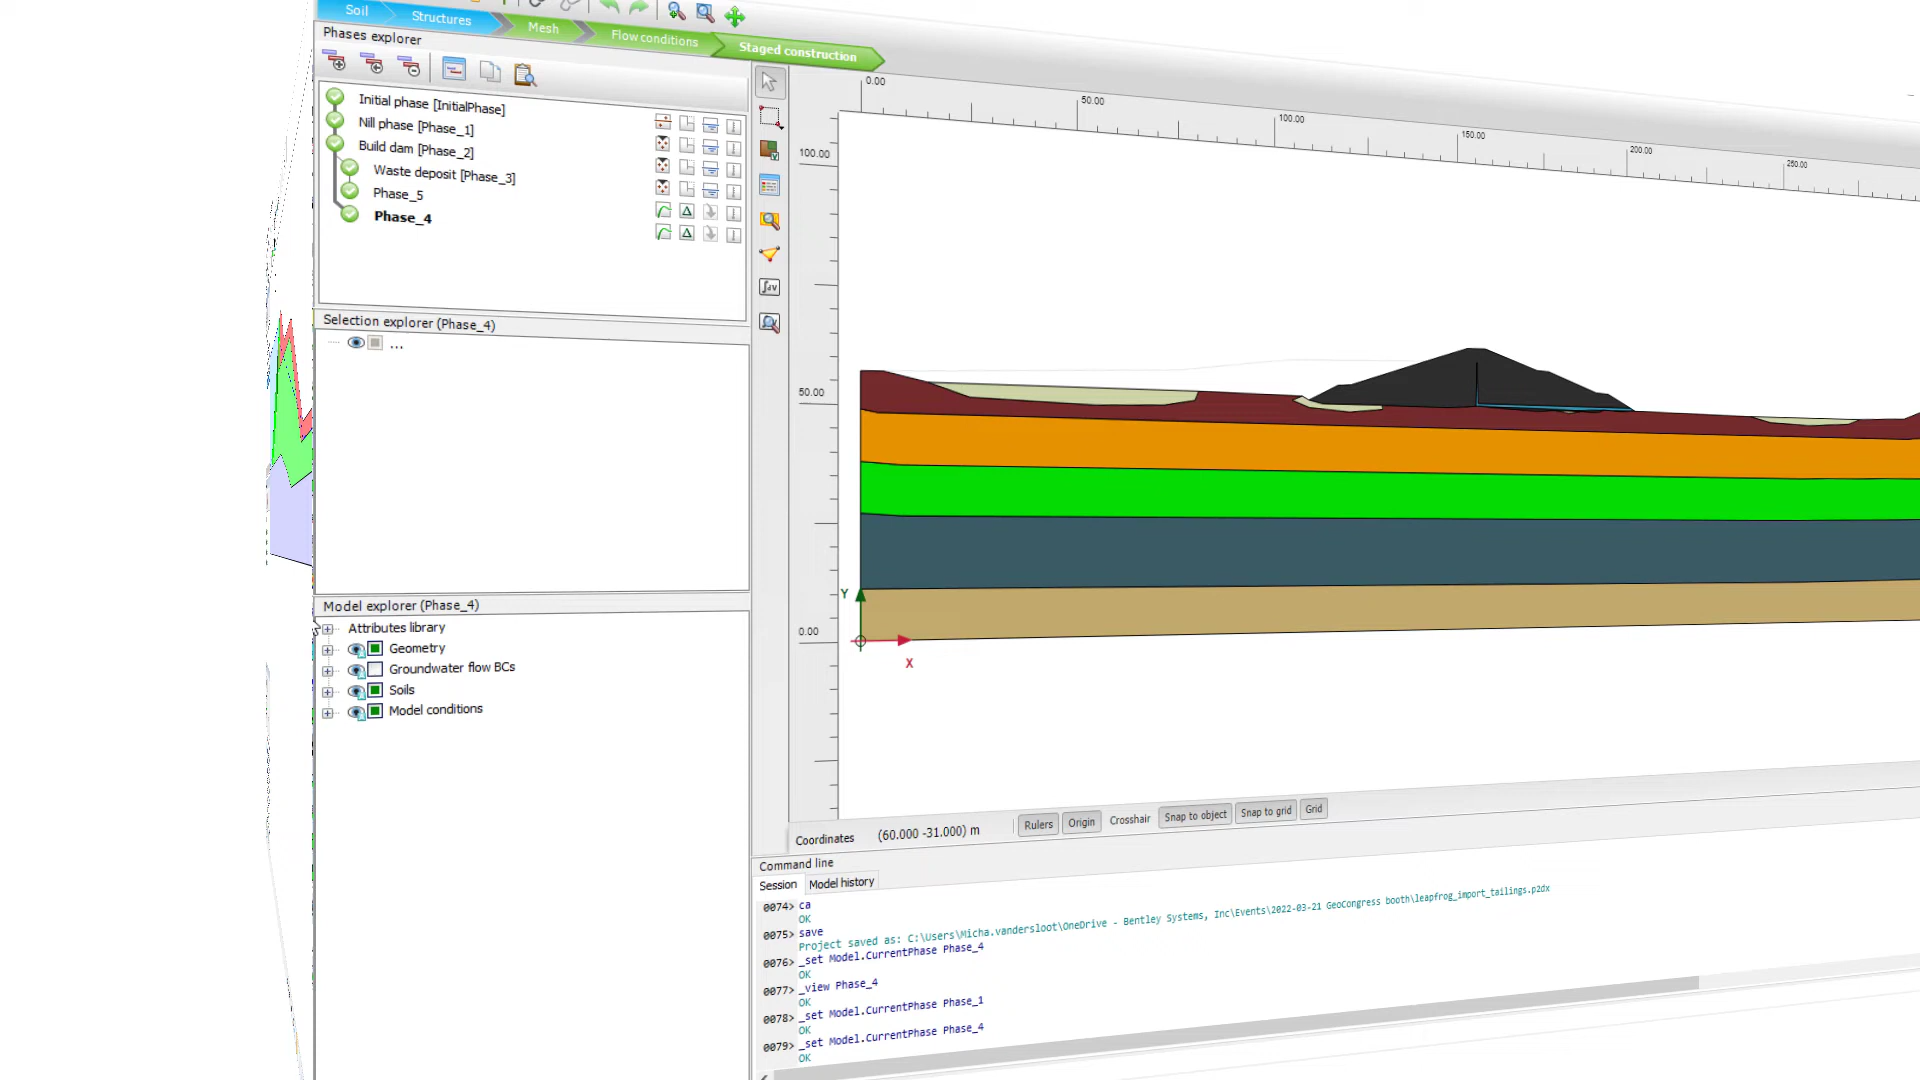 Soil
Structures
Mesh
Flow conditions
Staged construction
Phases explorer
Initial phase [InitialPhase]
Nill phase [Phase_1]
Build dam [Phase_2]
Waste deposit [Phase_3]
Phase_5
Phase_4
Selection explorer (Phase_4)
...
Model explorer (Phase_4)
Attributes library
Geometry
Groundwater flow BCs
Soils
Model conditions
0.00
50.00
100.00
150.00
200.00
250.00
100.00
50.00
0.00
Y
X
Coordinates
(60.000 -31.000) m
Rulers
Origin
Crosshair
Snap to object
Snap to grid
Grid
Command line
Session
Model history
0074> ca
OK
0075> save
Project saved as: C:\Users\Micha.vandersloot\OneDrive - Bentley Systems, Inc\Events\2022-03-21 GeoCongress booth\leapfrog_import_tailings.p2dx
0076> _set Model.CurrentPhase Phase_4
OK
0077> _view Phase_4
OK
0078> _set Model.CurrentPhase Phase_1
OK
0079> _set Model.CurrentPhase Phase_4
OK